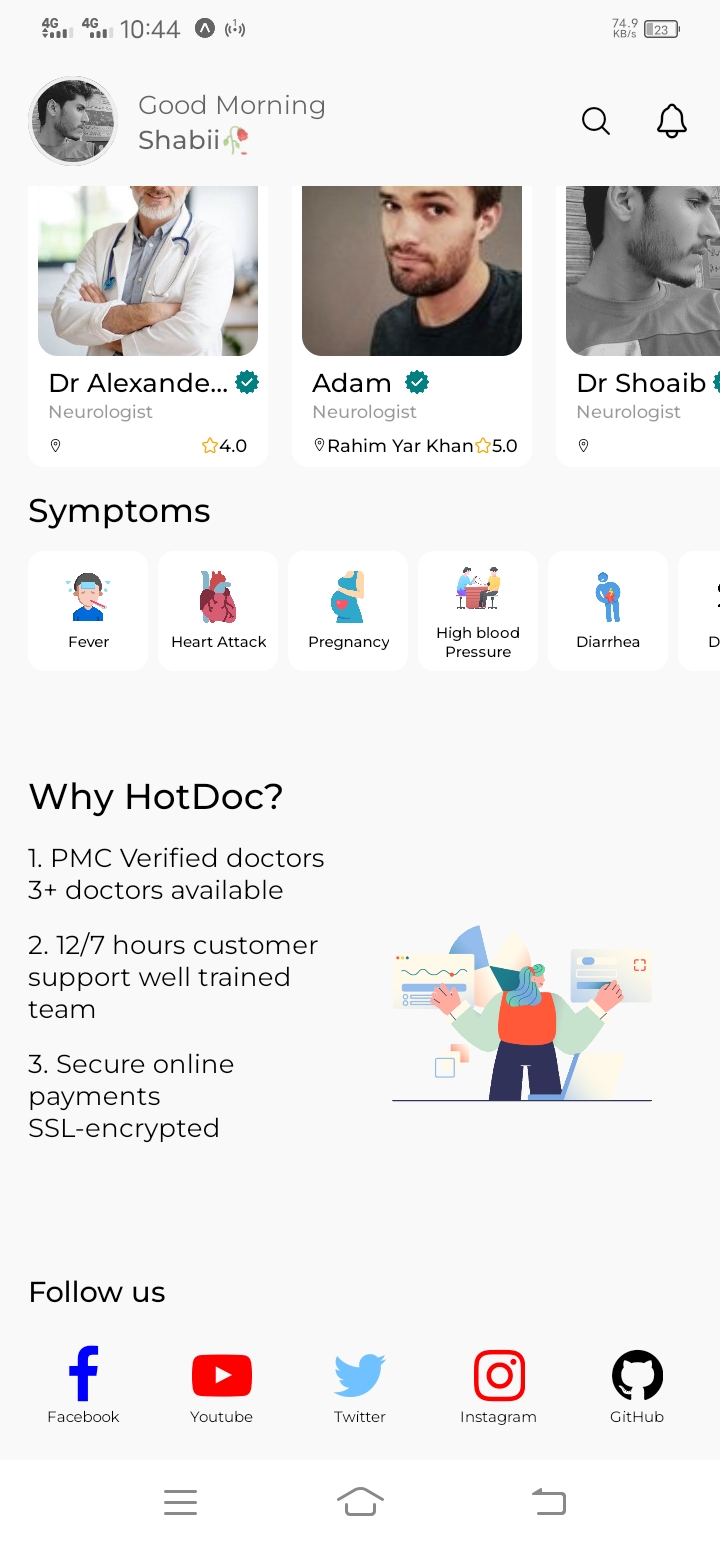 4G 4G 10:44 74.9 KB/s 23
Good Morning
Shabii🥀
Dr Alexande... Adam Dr Shoaib
Neurologist Neurologist Neurologist
4.0 Rahim Yar Khan 5.0
Symptoms
Fever Heart Attack Pregnancy High blood Pressure Diarrhea D
Why HotDoc?
1. PMC Verified doctors
3+ doctors available
2. 12/7 hours customer
support well trained
team
3. Secure online
payments
SSL-encrypted
Follow us
Facebook Youtube Twitter Instagram GitHub